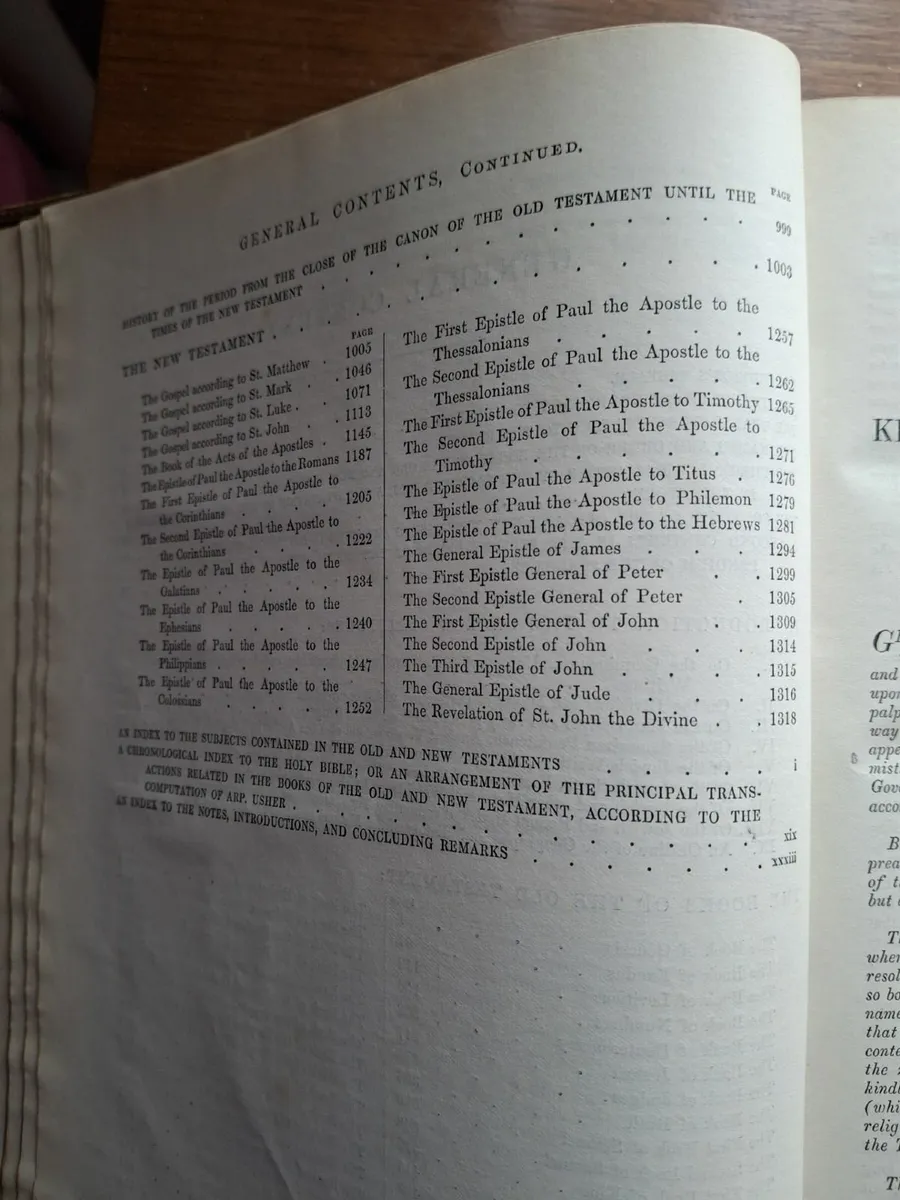 GENERAL CONTENTS, CONTINUED.
PAGE
HISTORY OF THE PERIOD FROM THE CLOSE OF THE CANON OF THE OLD TESTAMENT UNTIL THE
TIMES OF THE NEW TESTAMENT . . . . . . . . . . . 999
THE NEW TESTAMENT . . . . . . . . . . . . 1003
PAGE
The Gospel according to St. Matthew . 1005
The Gospel according to St. Mark . . 1046
The Gospel according to St. Luke . . 1071
The Gospel according to St. John . . 1113
The Book of the Acts of the Apostles . 1145
The Epistle of Paul the Apostle to the Romans 1187
The First Epistle of Paul the Apostle to
the Corinthians . . . . . 1205
The Second Epistle of Paul the Apostle to
the Corinthians . . . . . 1222
The Epistle of Paul the Apostle to the
Galatians . . . . . . 1234
The Epistle of Paul the Apostle to the
Ephesians . . . . . 1240
The Epistle of Paul the Apostle to the
Philippians . . . . . 1247
The Epistle of Paul the Apostle to the
Colossians . . . . . 1252
The First Epistle of Paul the Apostle to the
Thessalonians . . . . . 1257
The Second Epistle of Paul the Apostle to the
Thessalonians . . . . . 1262
The First Epistle of Paul the Apostle to Timothy 1265
The Second Epistle of Paul the Apostle to
Timothy . . . . . . 1271
The Epistle of Paul the Apostle to Titus . 1276
The Epistle of Paul the Apostle to Philemon 1279
The Epistle of Paul the Apostle to the Hebrews 1281
The General Epistle of James . . . 1294
The First Epistle General of Peter . . 1299
The Second Epistle General of Peter . 1305
The First Epistle General of John . . 1309
The Second Epistle of John . . . 1314
The Third Epistle of John . . . 1315
The General Epistle of Jude . . . 1316
The Revelation of St. John the Divine . . 1318
AN INDEX TO THE SUBJECTS CONTAINED IN THE OLD AND NEW TESTAMENTS . . . . . . i
A CHRONOLOGICAL INDEX TO THE HOLY BIBLE; OR AN ARRANGEMENT OF THE PRINCIPAL TRANS-
ACTIONS RELATED IN THE BOOKS OF THE OLD AND NEW TESTAMENT, ACCORDING TO THE
COMPUTATION OF ARP. USHER . . . . . . . . . . . . xix
AN INDEX TO THE NOTES, INTRODUCTIONS, AND CONCLUDING REMARKS . . . . . . . xxxiii
and
upon
way
appe
mist
Gov
acco
prea
of t
but
when
resol
so bo
name
that
conte
the
kind
(whi
relig
the